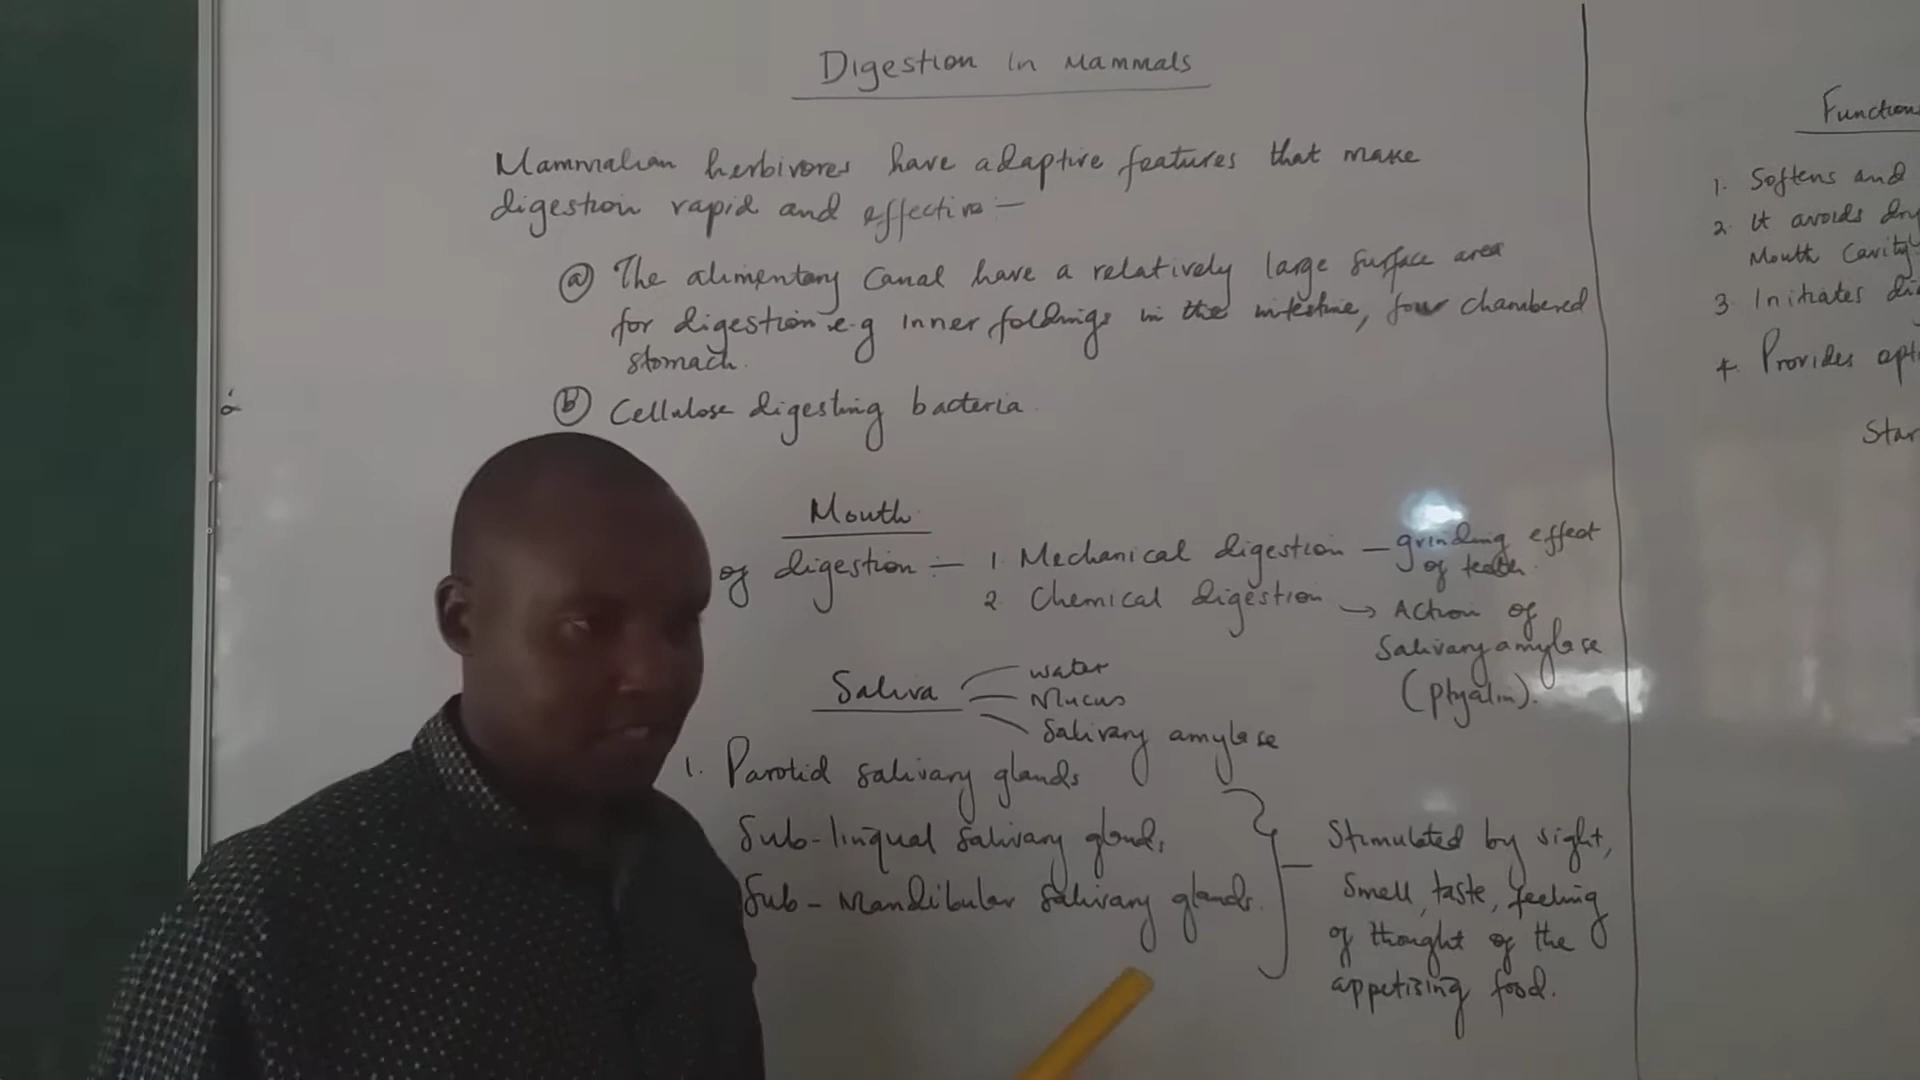 Digestion in Mammals
Mammalian herbivores have adaptive features that make
digestion rapid and effective:-
(a) The alimentary Canal have a relatively large surface area
for digestion e.g inner foldings in the intestine, four chambered
stomach.
(b) Cellulose digesting bacteria.
Mouth
of digestion:- 1. Mechanical digestion - grinding effect
of teeth.
2. Chemical digestion → Action of
Salivary amylase
(Ptyalin).
Saliva
water
Mucus
Salivary amylase
1. Parotid salivary glands
Sub-lingual salivary glands
Sub-Mandibular salivary glands.
Stimulated by sight,
Smell, taste, feeling
of thought of the
appetising food.
Function
1. Softens and
2. It avoids
Mouth Cavity
3. Initiates
4. Provides